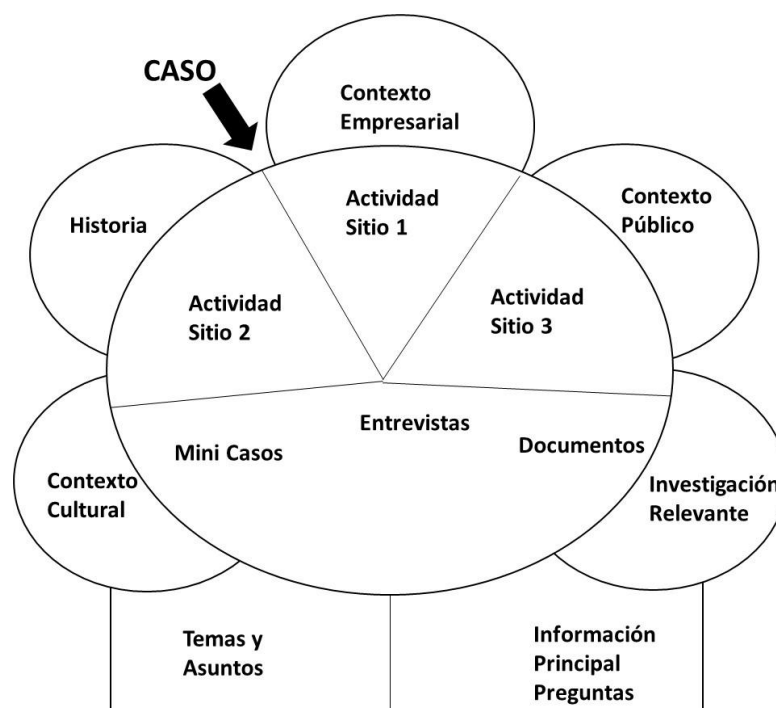 CASO
Contexto
Empresarial
Historia
Actividad
Sitio 1
Contexto
Público
Actividad
Sitio 2
Actividad
Sitio 3
Mini Casos
Entrevistas
Documentos
Contexto
Cultural
Investigación
Relevante
Temas y
Asuntos
Información
Principal
Preguntas